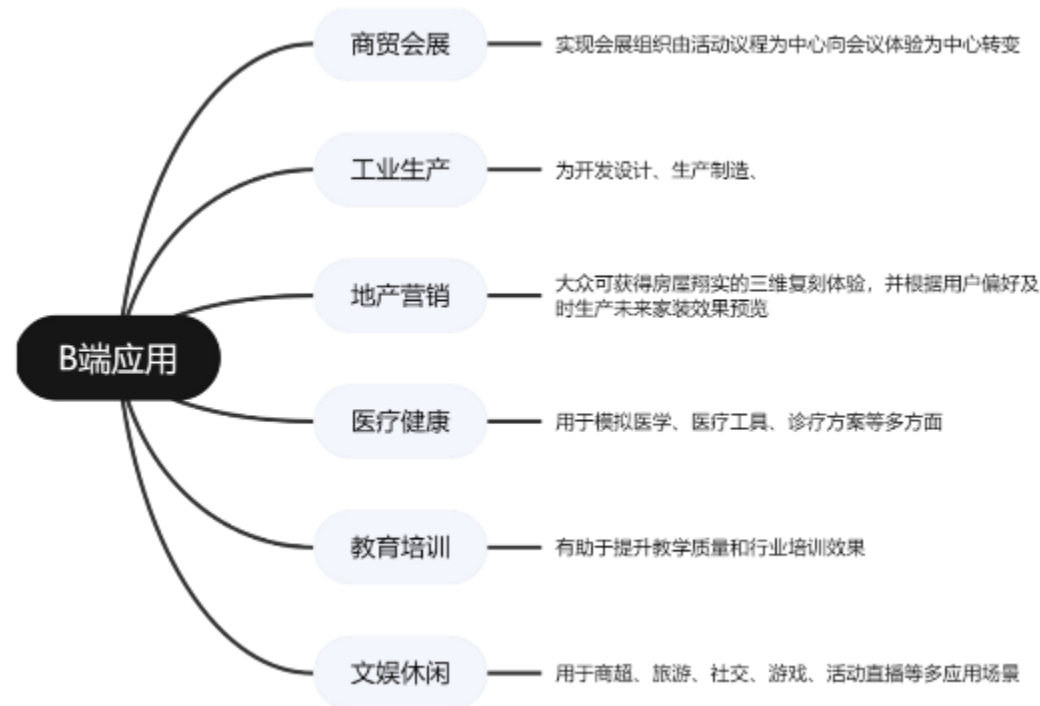 商贸会展
实现会展组织由活动议程为中心向会议体验为中心转变
工业生产
为开发设计、生产制造、
地产营销
大众可获得房屋翔实的三维复刻体验，并根据用户偏好及
时生产未来家装效果预览
B端应用
医疗健康
用于模拟医学、医疗工具、诊疗方案等多方面
教育培训
有助于提升教学质量和行业培训效果
文娱休闲
用于商超、旅游、社交、游戏、活动直播等多应用场景